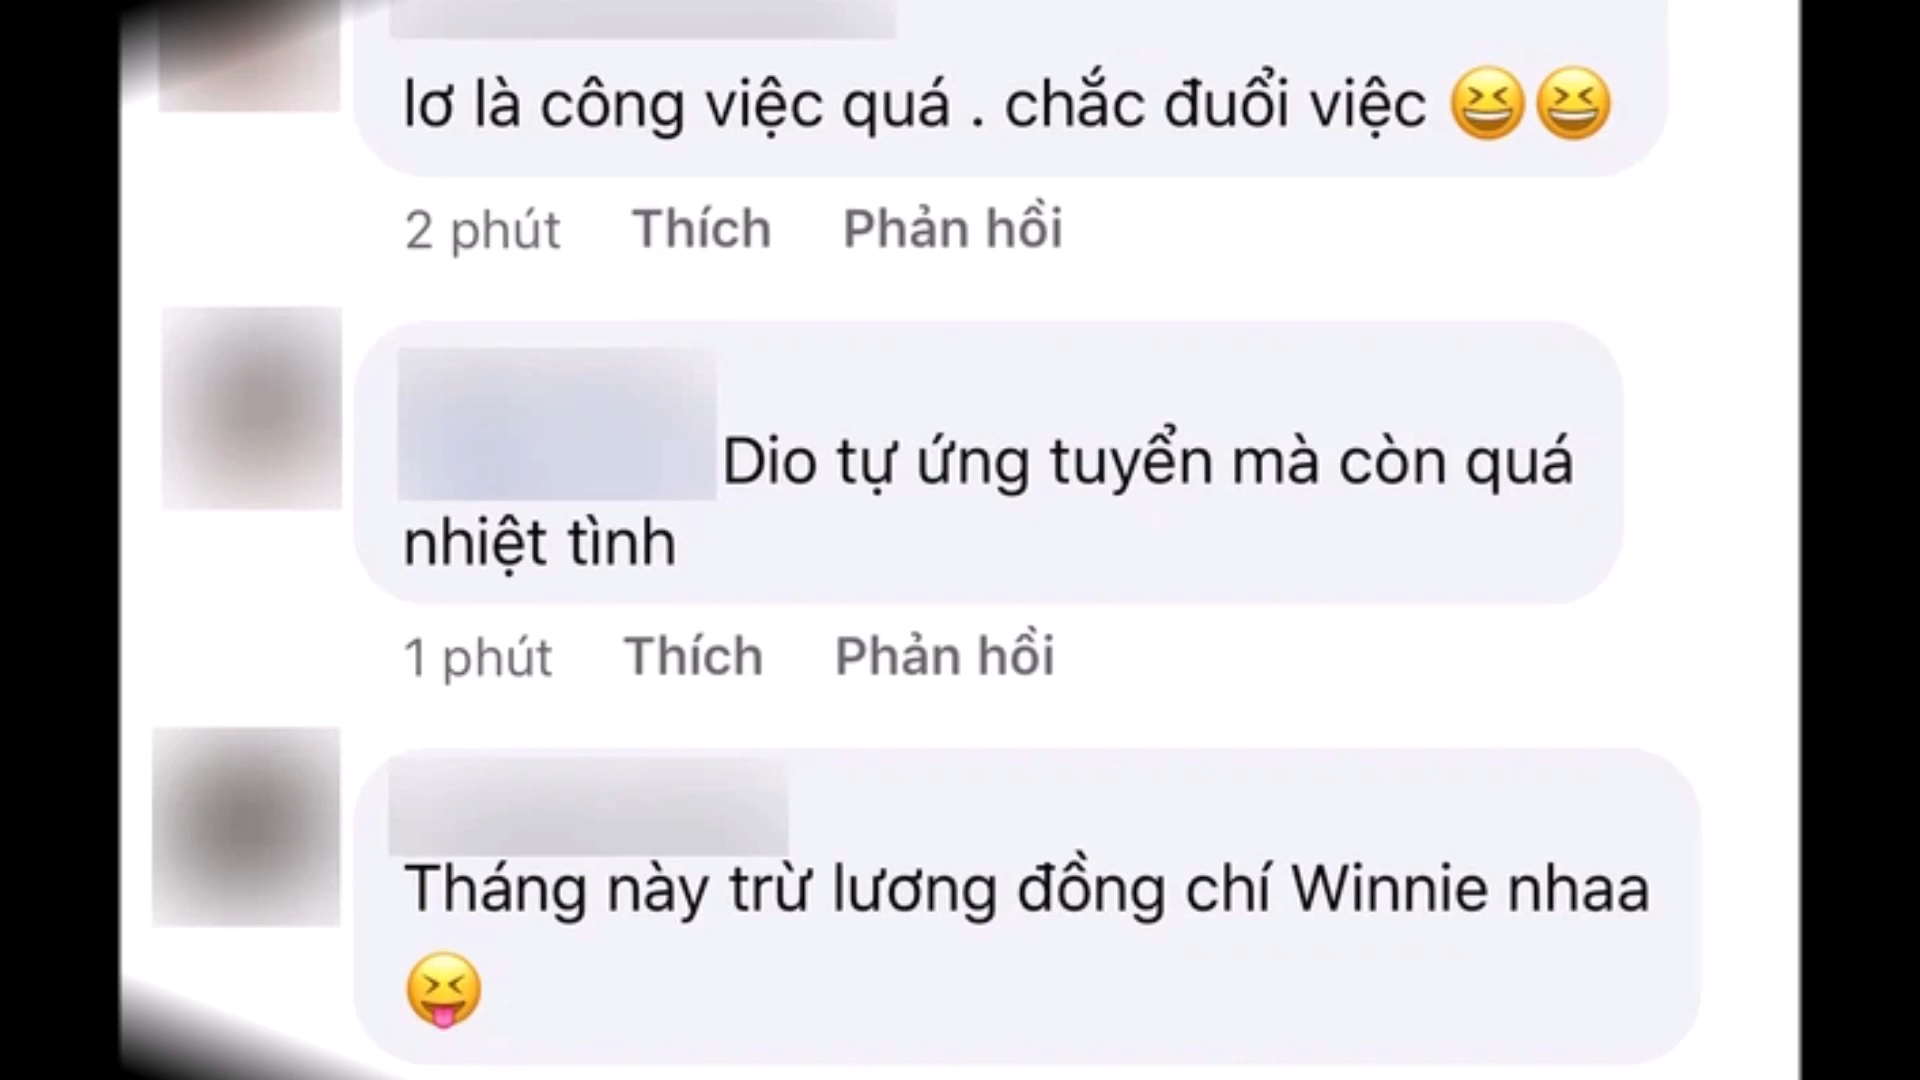 lơ là công việc quá . chắc đuổi việc 😆😆
2 phút Thích Phản hồi
Dio tự ứng tuyển mà còn quá
nhiệt tình
1 phút Thích Phản hồi
Tháng này trừ lương đồng chí Winnie nhaa
😝